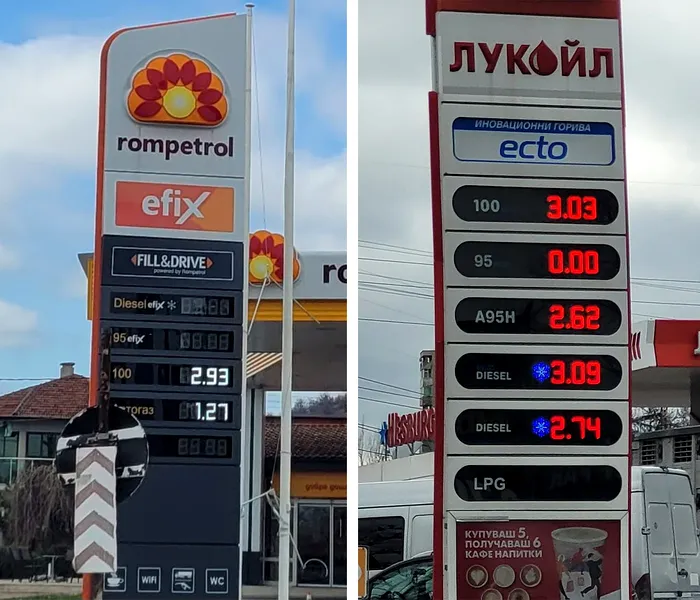 rompetrol
efix
FILL&DRIVE
powered by Rompetrol
Diesel efix
95 efix
100 2.93
Автогаз 1.27
WiFi
WC
ЛУКОЙЛ
ИНОВАЦИОННИ ГОРИВА
ecto
100 3.03
95 0.00
A95H 2.62
DIESEL 3.09
DIESEL 2.74
LPG
КУПУВАШ 5,
ПОЛУЧАВАШ 6
КАФЕ НАПИТКИ